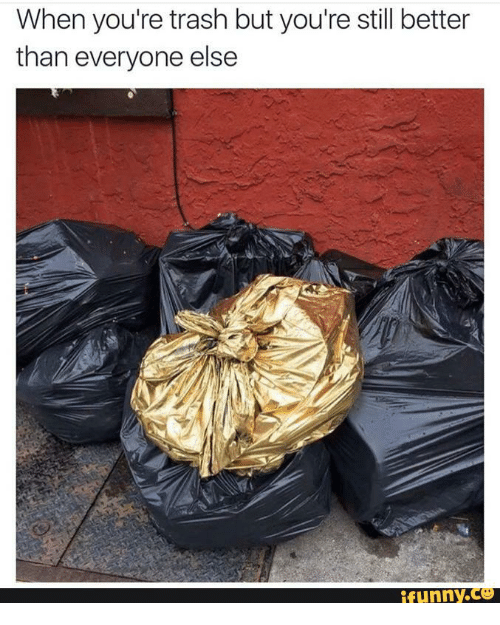 When you're trash but you're still better
than everyone else
ifunny.co